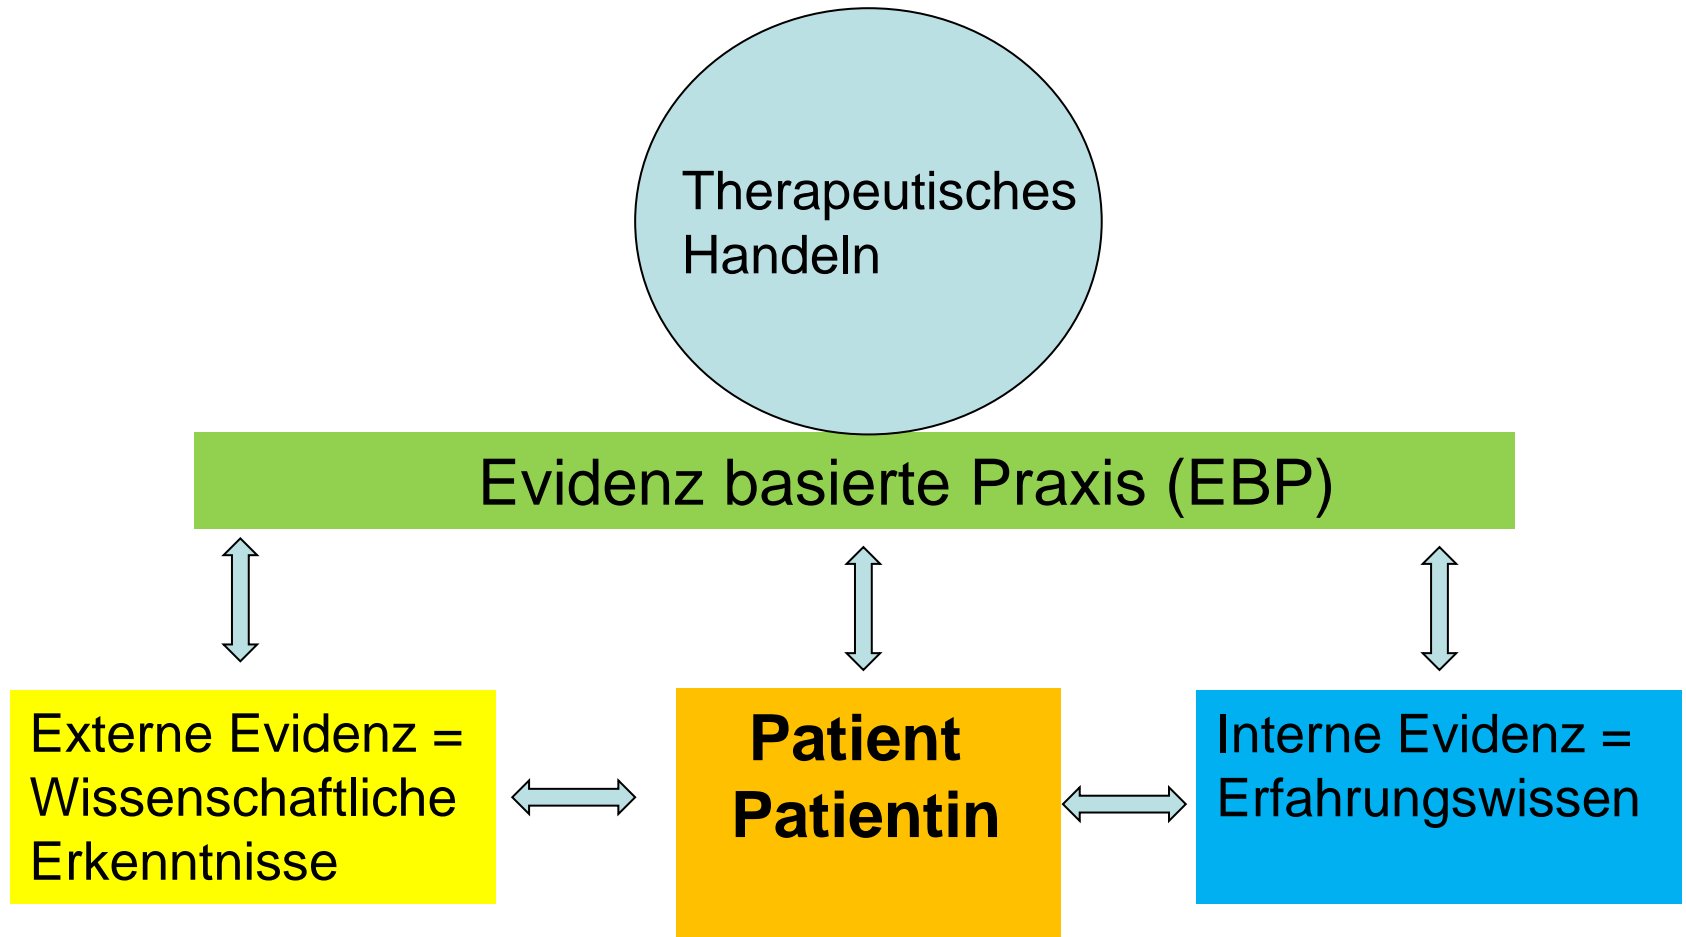 Therapeutisches
Handeln
Evidenz basierte Praxis (EBP)
Externe Evidenz =
Wissenschaftliche
Erkenntnisse
Patient
Patientin
Interne Evidenz =
Erfahrungswissen